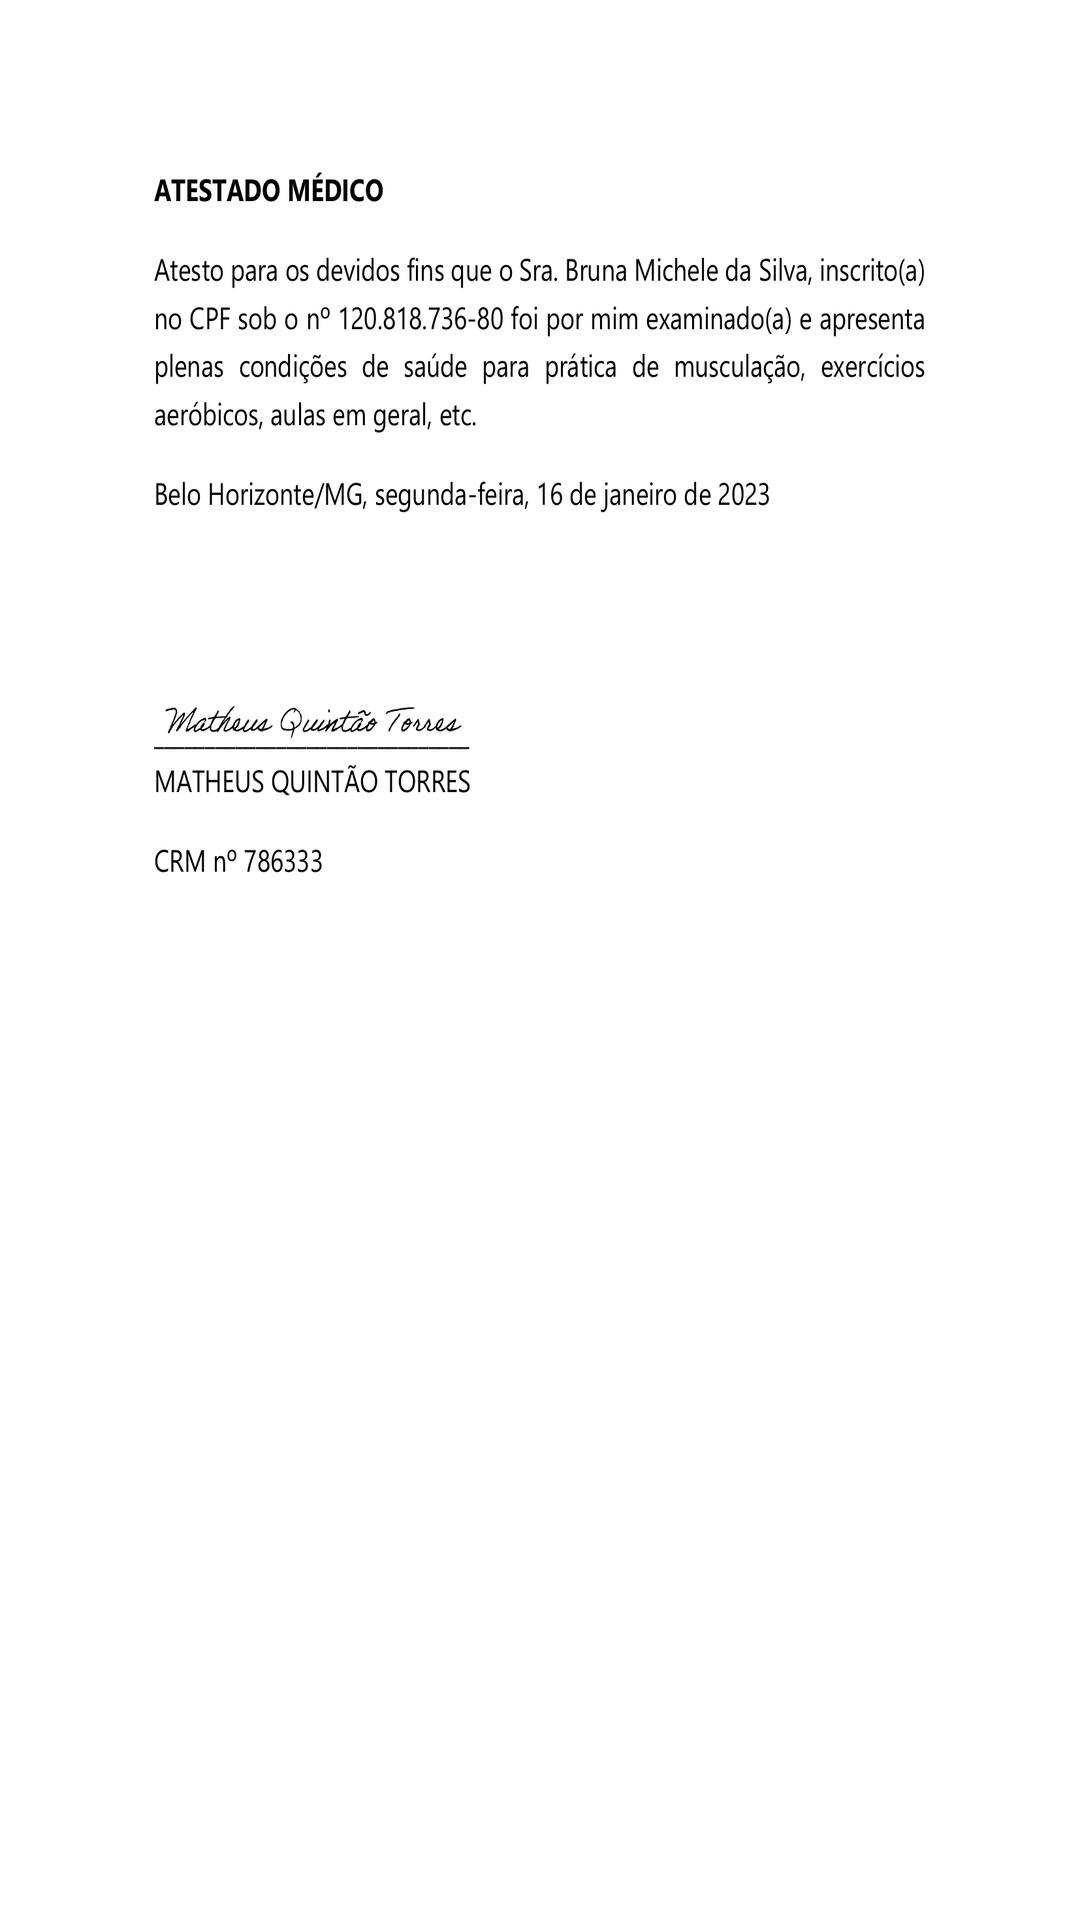 ATESTADO MÉDICO
Atesto para os devidos fins que o Sra. Bruna Michele da Silva, inscrito(a)
no CPF sob o nº 120.818.736-80 foi por mim examinado(a) e apresenta
plenas condições de saúde para prática de musculação, exercícios
aeróbicos, aulas em geral, etc.
Belo Horizonte/MG, segunda-feira, 16 de janeiro de 2023
Matheus Quintão Torres
MATHEUS QUINTÃO TORRES
CRM nº 786333